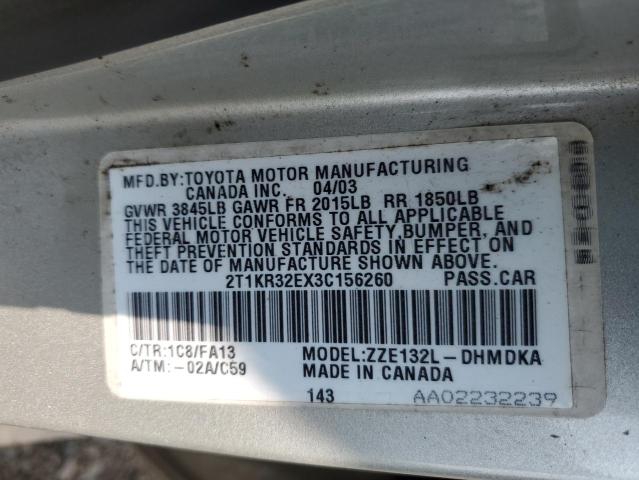 MFD.BY:TOYOTA MOTOR MANUFACTURING
CANADA INC. 04/03
GVWR 3845LB GAWR FR 2015LB RR 1850LB
THIS VEHICLE CONFORMS TO ALL APPLICABLE
FEDERAL MOTOR VEHICLE SAFETY,BUMPER, AND
THEFT PREVENTION STANDARDS IN EFFECT ON
THE DATE OF MANUFACTURE SHOWN ABOVE.
2T1KR32EX3C156260 PASS.CAR
C/TR:1C8/FA13 MODEL:ZZE132L-DHMDKA
A/TM:-02A/C59 MADE IN CANADA
143 AA02232239